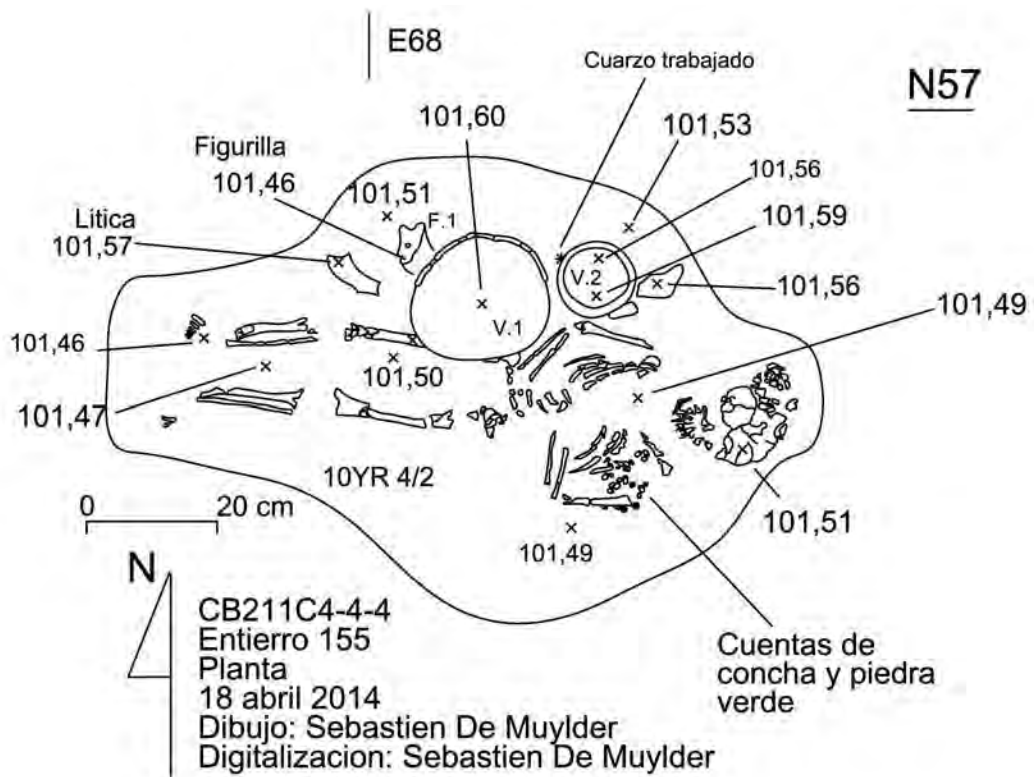 E68
Cuarzo trabajado
N57
101,60
101,53
Figurilla
101,46
101,51
101,56
Litica
101,57
F.1
101,59
V.2
101,56
101,49
V.1
101,46
101,50
101,47
10YR 4/2
0
20 cm
101,51
101,49
N
CB211C4-4-4
Entierro 155
Planta
18 abril 2014
Dibujo: Sebastien De Muylder
Digitalizacion: Sebastien De Muylder
Cuentas de
concha y piedra
verde